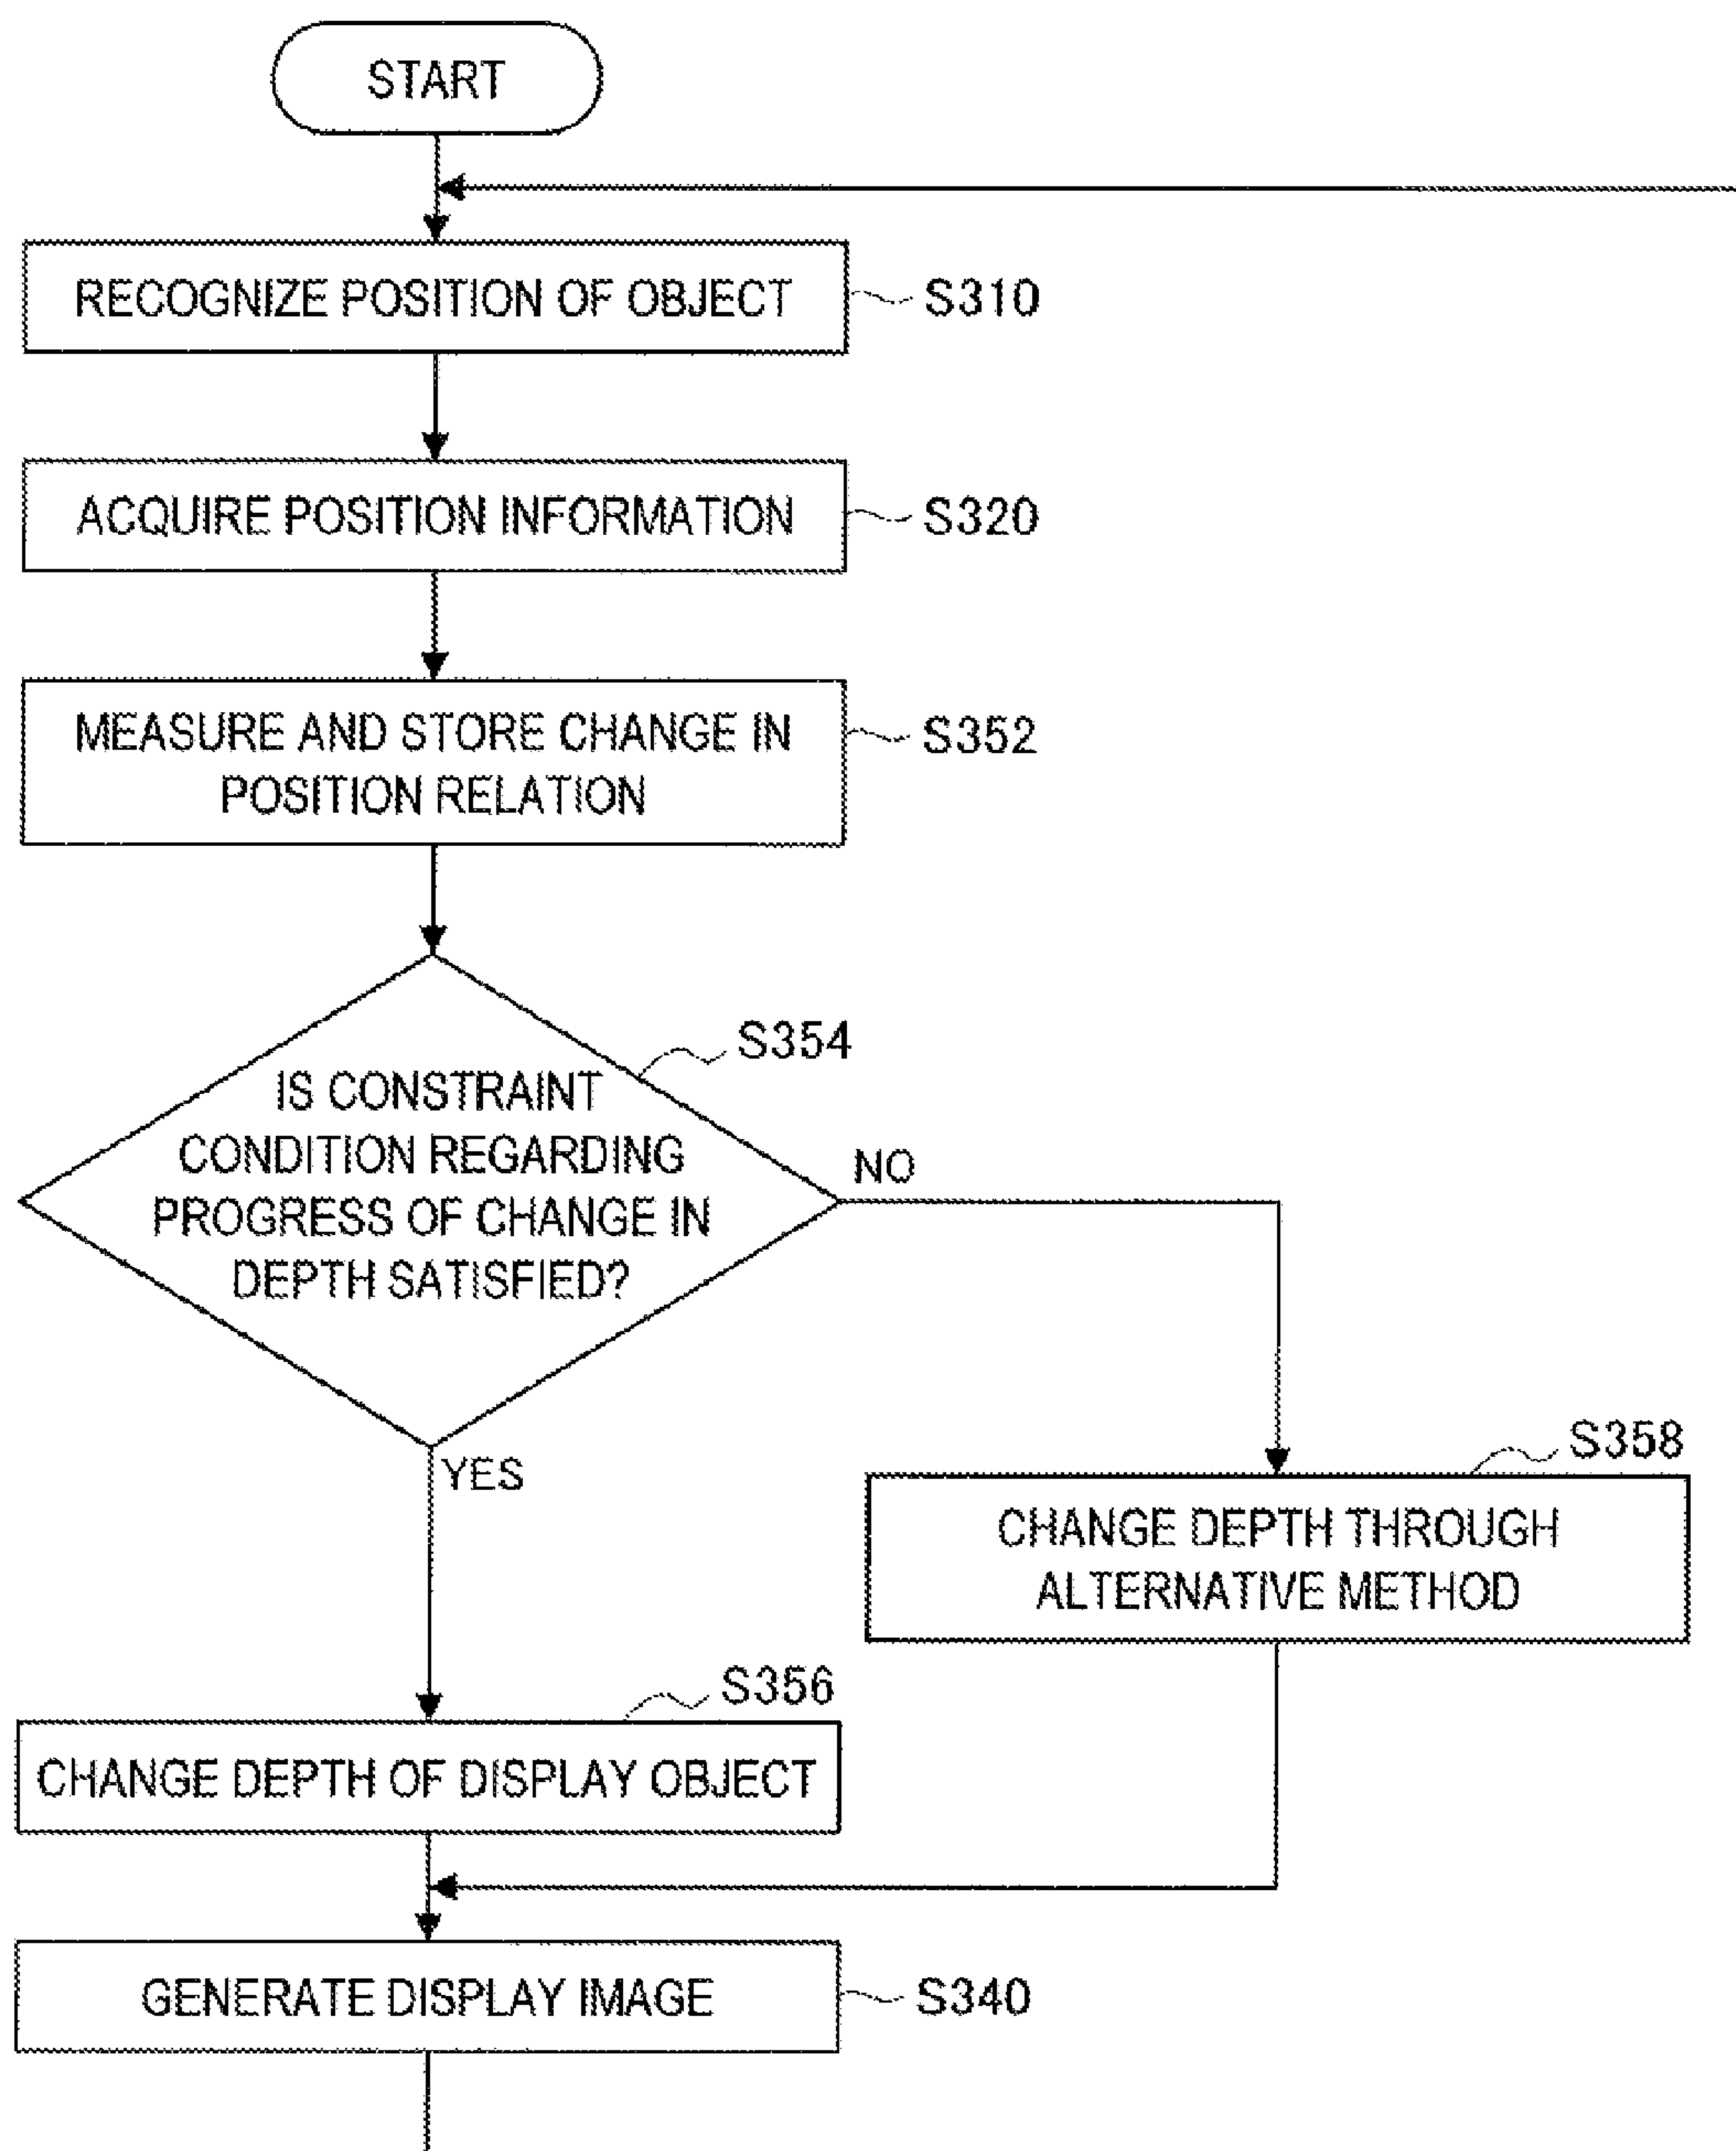 START
RECOGNIZE POSITION OF OBJECT
S310
ACQUIRE POSITION INFORMATION
S320
MEASURE AND STORE CHANGE IN
POSITION RELATION
S352
S354
IS CONSTRAINT
CONDITION REGARDING
PROGRESS OF CHANGE IN
DEPTH SATISFIED?
NO
YES
S358
CHANGE DEPTH THROUGH
ALTERNATIVE METHOD
S356
CHANGE DEPTH OF DISPLAY OBJECT
GENERATE DISPLAY IMAGE
S340